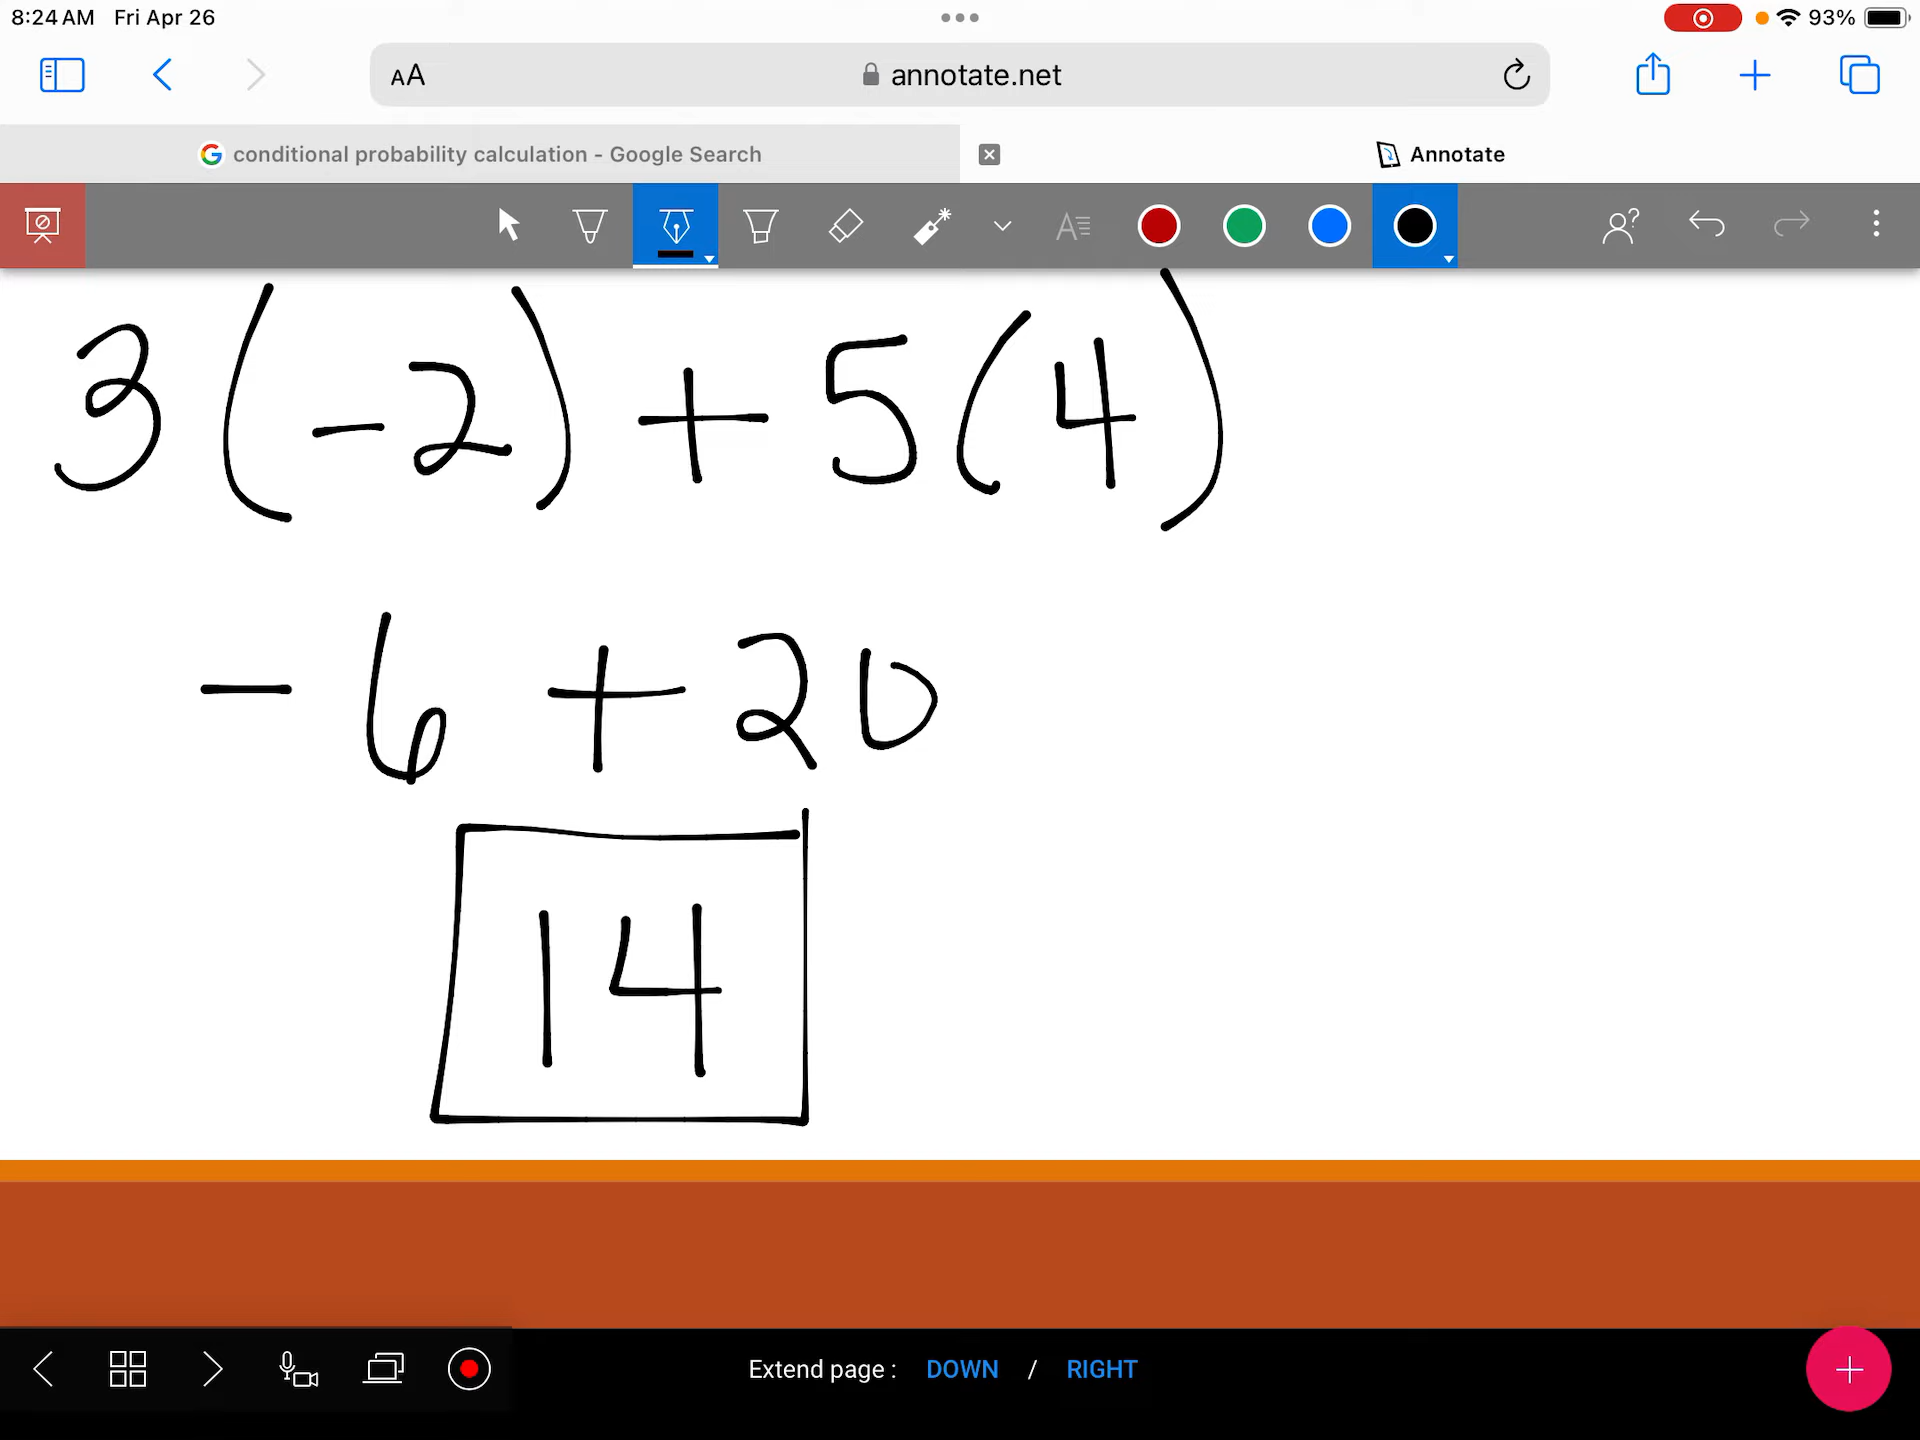 8:24 AM Fri Apr 26 93%
AA annotate.net
conditional probability calculation - Google Search
Annotate
3(-2)+5(4)
-6+20
14
Extend page : DOWN / RIGHT